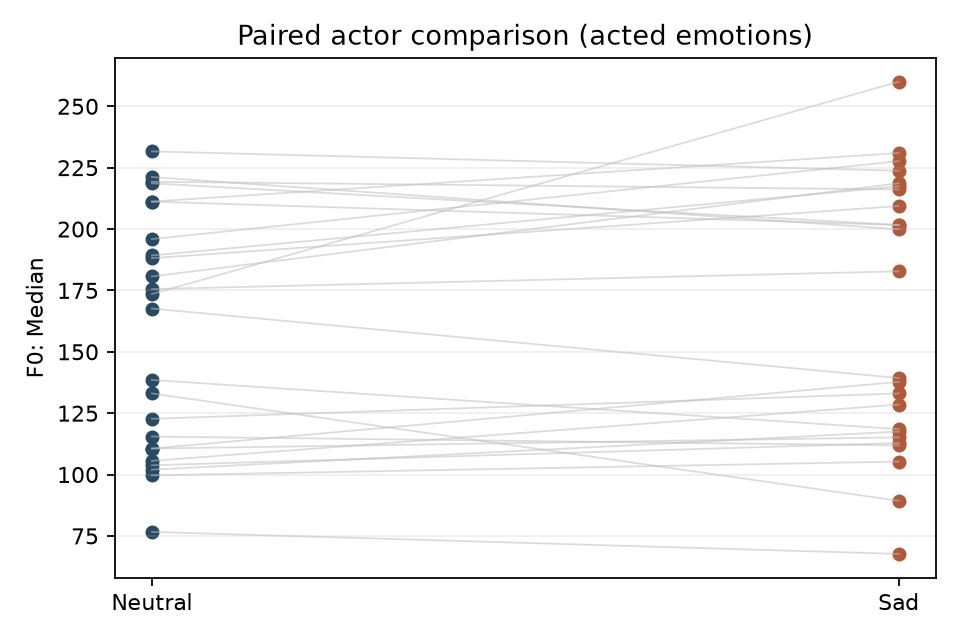 Paired actor comparison (acted emotions)
F0: Median
250
225
200
175
150
125
100
75
Neutral
Sad